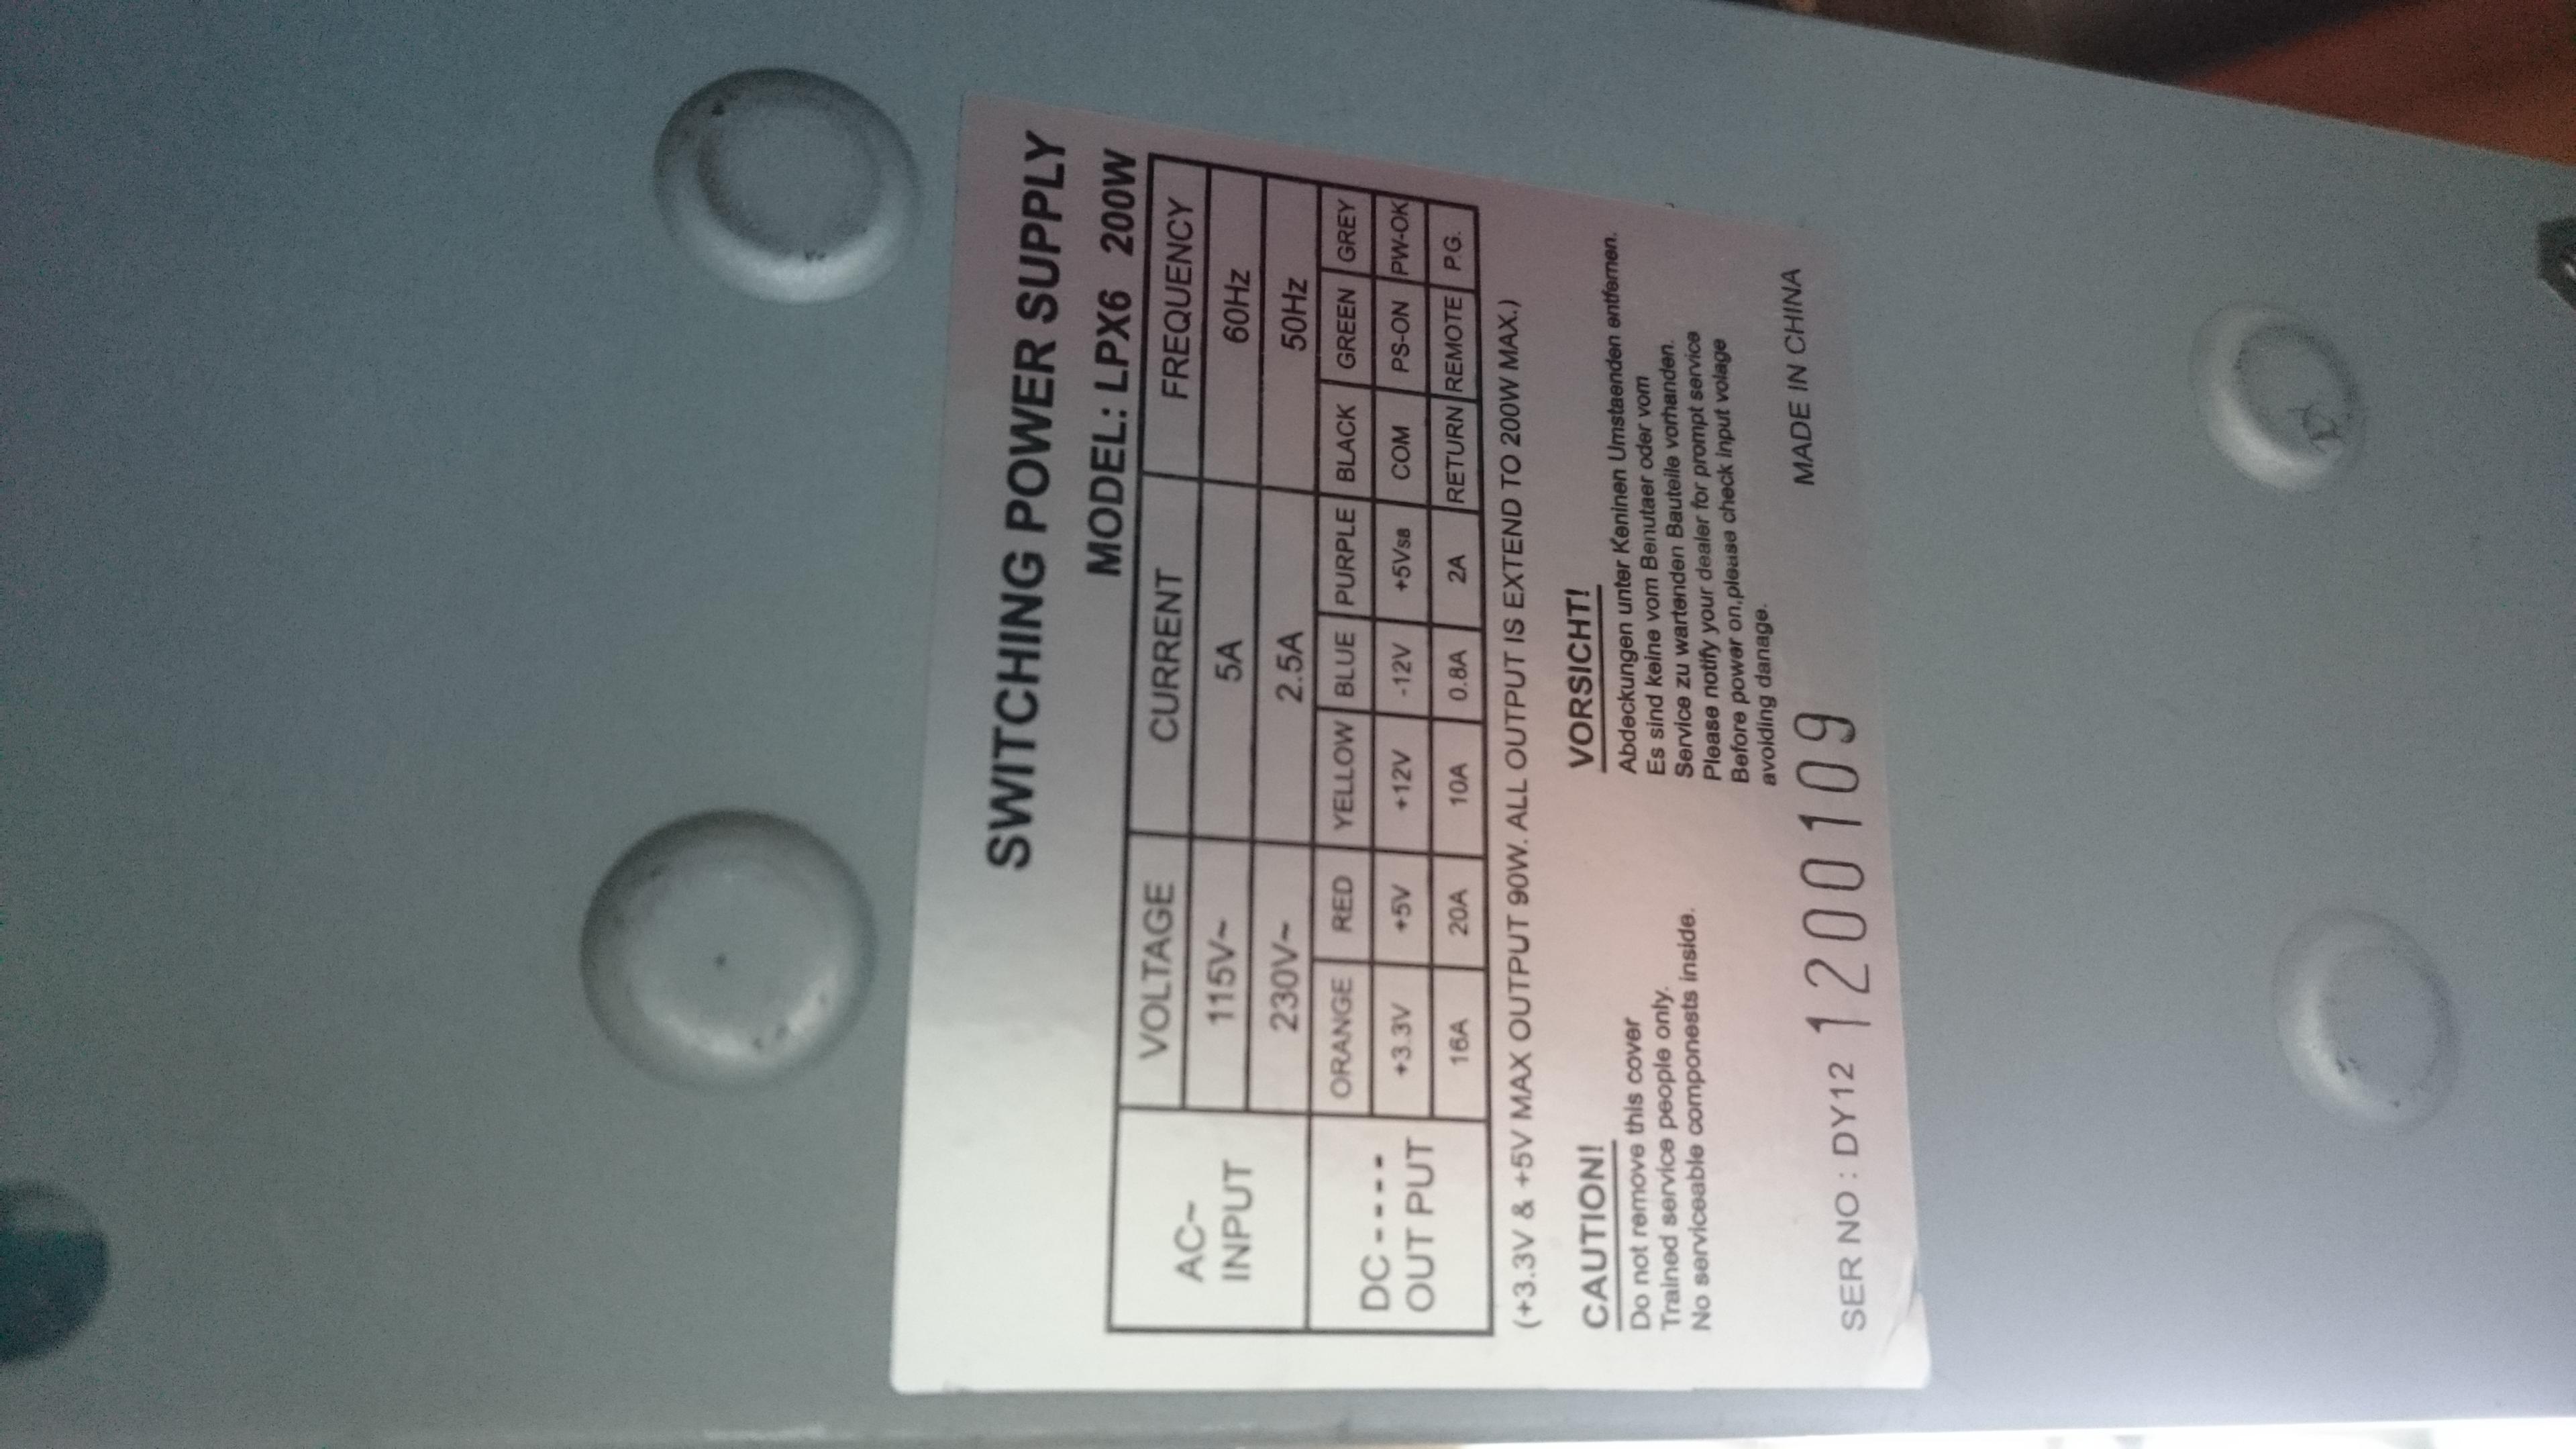 SWITCHING POWER SUPPLY
MODEL: LPX6 200W
AC~ INPUT VOLTAGE CURRENT FREQUENCY
115V~ 5A 60Hz
230V~ 2.5A 50Hz
DC - - - - - OUT PUT ORANGE RED YELLOW BLUE PURPLE BLACK GREEN GREY
+3.3V +5V +12V -12V +5VSB COM PS-ON PW-OK
16A 20A 10A 0.8A 2A RETURN REMOTE P.G.
(+3.3V & +5V MAX OUTPUT 90W. ALL OUTPUT IS EXTEND TO 200W MAX.)
CAUTION!
Do not remove this cover
Trained service people only.
No serviceable componests inside.
VORSICHT!
Abdeckungen unter Keninen Umstaenden entfernen.
Es sind keine vom Benutaer oder vom
Service zu wartenden Bauteile vorhanden.
Please notify your dealer for prompt service
Before power on,please check input volage
avoiding danage.
MADE IN CHINA
SER NO : DY12 1200109